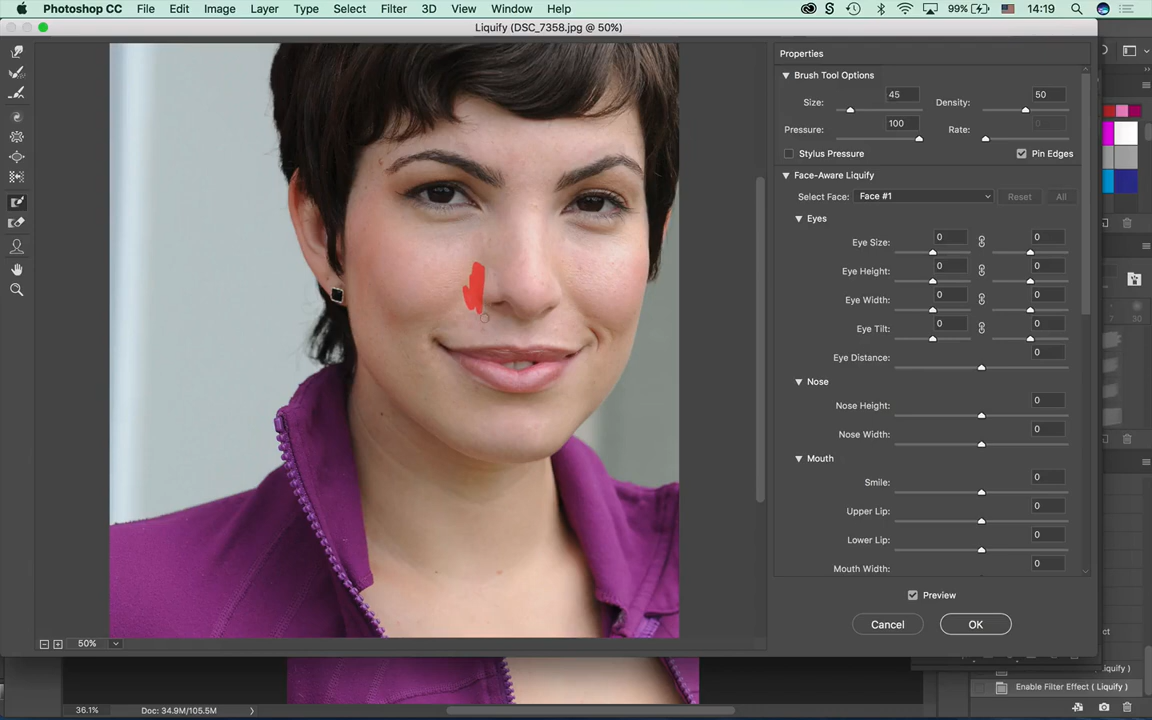 Photoshop CC File Edit Image Layer Type Select Filter 3D View Window Help 99% 14:19
Liquify (DSC_7358.jpg @ 50%)
Properties
Brush Tool Options
Size: 45 Density: 50
Pressure: 100 Rate: 0
Stylus Pressure Pin Edges
Face-Aware Liquify
Select Face: Face #1 Reset All
Eyes
Eye Size: 0 0
Eye Height: 0 0
Eye Width: 0 0
Eye Tilt: 0 0
Eye Distance: 0
Nose
Nose Height: 0
Nose Width: 0
Mouth
Smile: 0
Upper Lip: 0
Lower Lip: 0
Mouth Width: 0
Preview
Cancel OK
50%
7 30
Liquify )
Enable Filter Effect ( Liquify )
36.1% Doc: 34.9M/105.5M